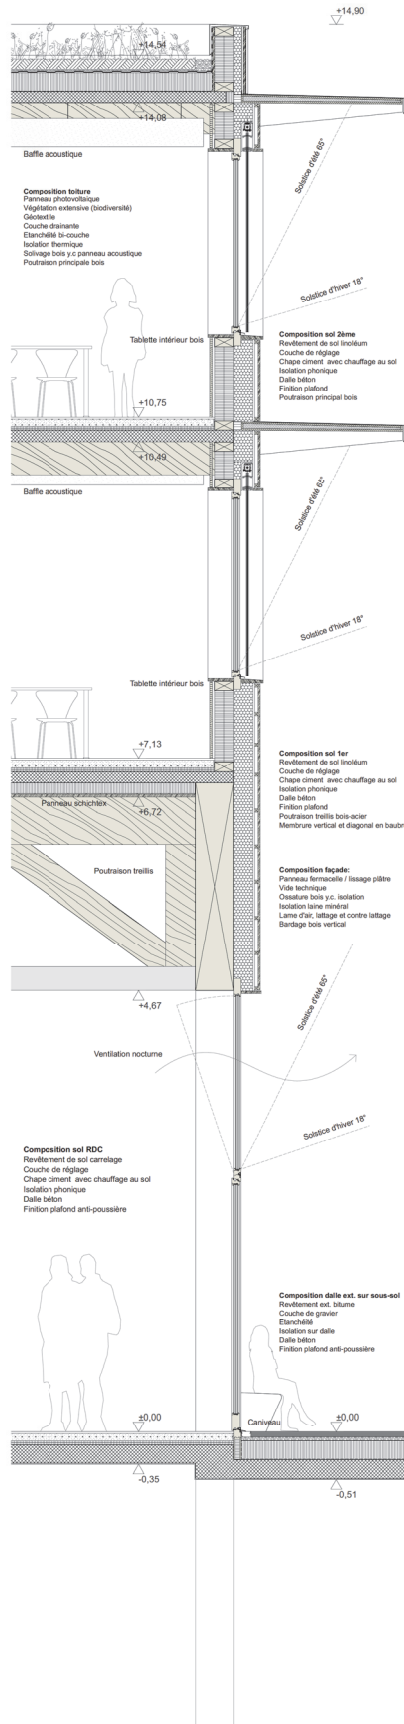 +14,90
+14,54
+14,08
Baffle acoustique
Solstice d'été 65°
Composition toiture
Panneau photovoltaïque
Végétation extensive (biodiversité)
Géotextile
Couche drainante
Etanchéité bi-couche
Isolation thermique
Solivage bois y.c panneau acoustique
Poutraison principale bois
Solstice d'hiver 18°
Tablette intérieur bois
Composition sol 2ème
Revêtement de sol linoléum
Couche de réglage
Chape ciment avec chauffage au sol
Isolation phonique
Dalle béton
Finition plafond
Poutraison principal bois
+10,75
+10,49
Baffle acoustique
Solstice d'été 65°
Solstice d'hiver 18°
Tablette intérieur bois
+7,13
Composition sol 1er
Revêtement de sol linoléum
Couche de réglage
Chape ciment avec chauffage au sol
Isolation phonique
Dalle béton
Finition plafond
Poutraison treillis bois-acier
Membrure vertical et diagonal en baub
Panneau schichtex
+6,72
Poutraison treillis
Composition façade:
Panneau fermacelle / lissage plâtre
Vide technique
Ossature bois y.c. isolation
Isolation laine minéral
Lame d'air, lattage et contre lattage
Bardage bois vertical
+4,67
Solstice d'été 65°
Ventilation nocturne
Solstice d'hiver 18°
Composition sol RDC
Revêtement de sol carrelage
Couche de réglage
Chape ciment avec chauffage au sol
Isolation phonique
Dalle béton
Finition plafond anti-poussière
Composition dalle ext. sur sous-sol
Revêtement ext. bitume
Couche de gravier
Etanchéité
Isolation sur dalle
Dalle béton
Finition plafond anti-poussière
±0,00
Caniveau
±0,00
-0,35
-0,51